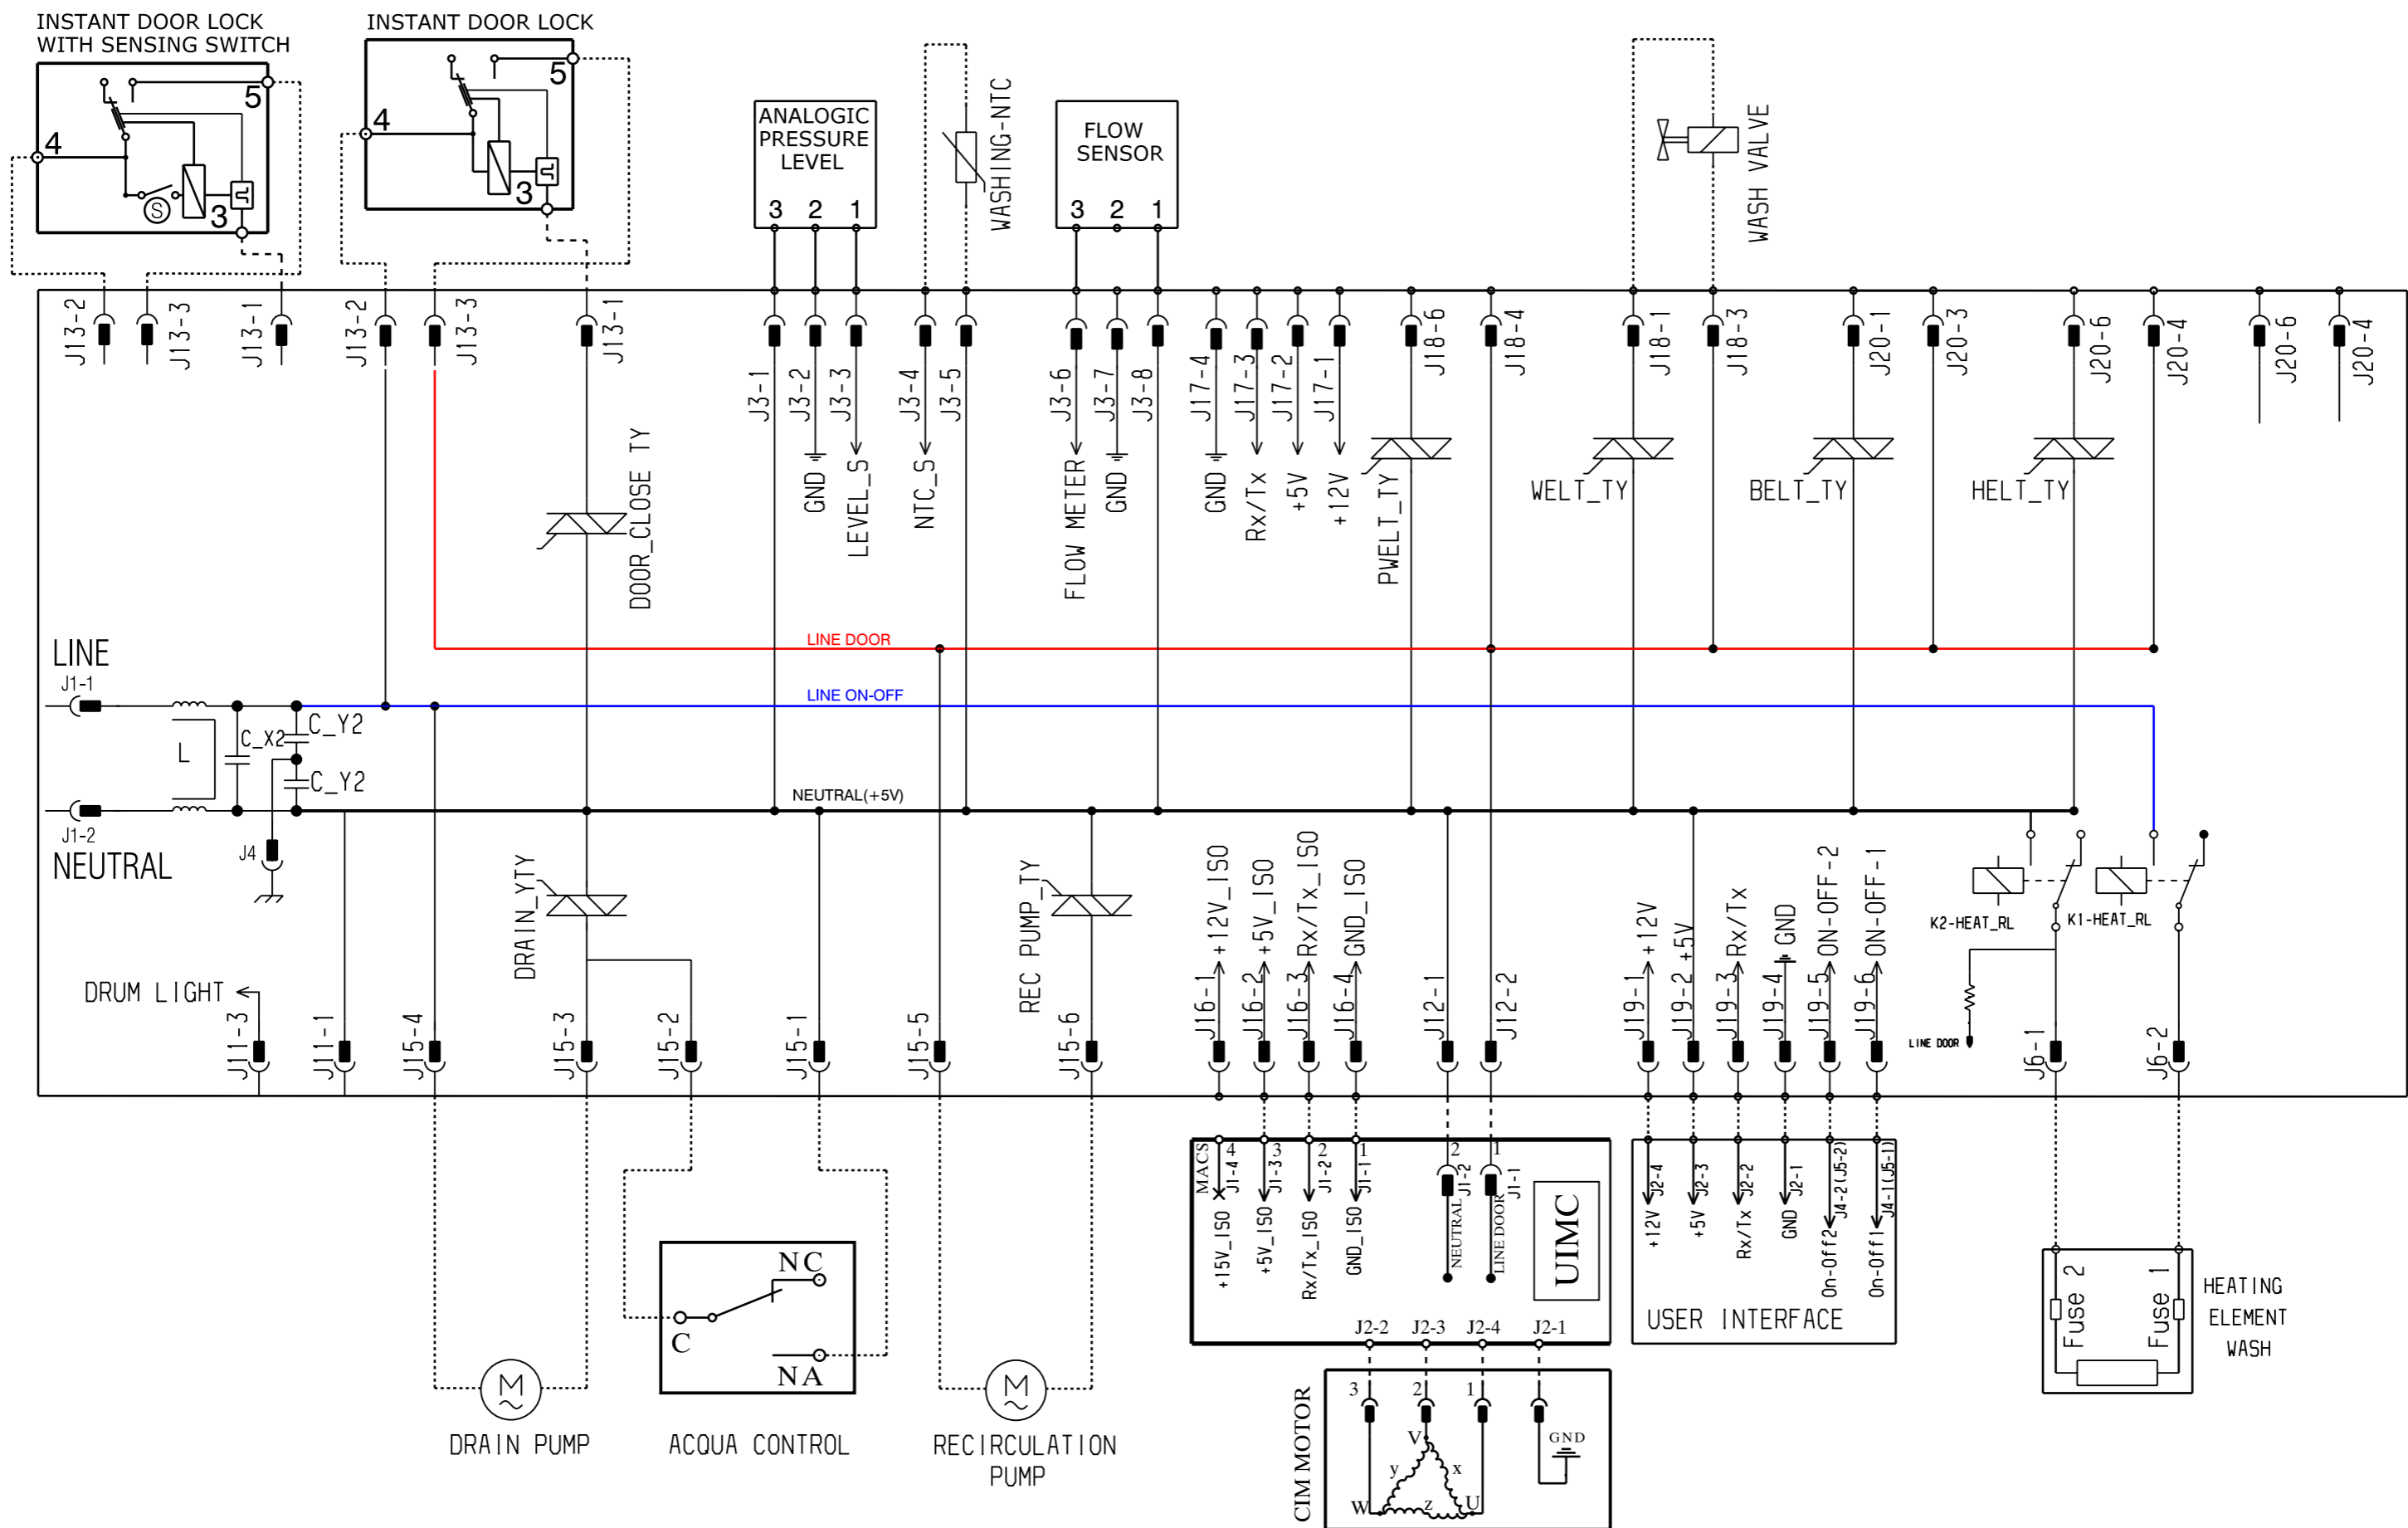 INSTANT DOOR LOCK
WITH SENSING SWITCH
INSTANT DOOR LOCK
5
4
3
S
5
4
3
ANALOGIC
PRESSURE
LEVEL
3 2 1
WASHING-NTC
FLOW
SENSOR
3 2 1
WASH VALVE
J13-2
J13-3
J13-1
J13-2
J13-3
J13-1
J3-1
J3-2
J3-3
J3-4
J3-5
J3-6
J3-7
J3-8
J17-4
J17-3
J17-2
J17-1
J18-6
J18-4
J18-1
J18-3
J20-1
J20-3
J20-6
J20-4
J20-6
J20-4
DOOR_CLOSE TY
GND
LEVEL_S
NTC_S
FLOW METER
GND
GND
Rx/Tx
+5V
+12V
PWELT_TY
WELT_TY
BELT_TY
HELT_TY
LINE DOOR
LINE
J1-1
LINE ON-OFF
L
C_X2
C_Y2
C_Y2
NEUTRAL(+5V)
J1-2
NEUTRAL
J4
DRAIN_YTY
REC PUMP_TY
+12V_ISO
+5V_ISO
Rx/Tx_ISO
GND_ISO
+12V
+5V
Rx/Tx
GND
ON-OFF-2
ON-OFF-1
K2-HEAT_RL
K1-HEAT_RL
LINE DOOR
DRUM LIGHT
J11-3
J11-1
J15-4
J15-3
J15-2
J15-1
J15-5
J15-6
J16-1
J16-2
J16-3
J16-4
J12-1
J12-2
J19-1
J19-2
J19-3
J19-4
J19-5
J19-6
J6-1
J6-2
MACS
4 3 2 1 2 1
J1-4
J1-3
J1-2
J1-1
J1-2
J1-1
+15V_ISO
+5V_ISO
Rx/Tx_ISO
GND_ISO
NEUTRAL
LINE DOOR
UIMC
J2-2 J2-3 J2-4 J2-1
J2-4
J2-3
J2-2
J2-1
J4-2(J5-2)
J4-1(J5-1)
+12V
+5V
Rx/Tx
GND
On-Off2
On-Off1
USER INTERFACE
Fuse 2
Fuse 1
HEATING
ELEMENT
WASH
NC
C
NA
M
DRAIN PUMP
ACQUA CONTROL
M
RECIRCULATION
PUMP
CIM MOTOR
3 2 1
GND
V
y x
W z U